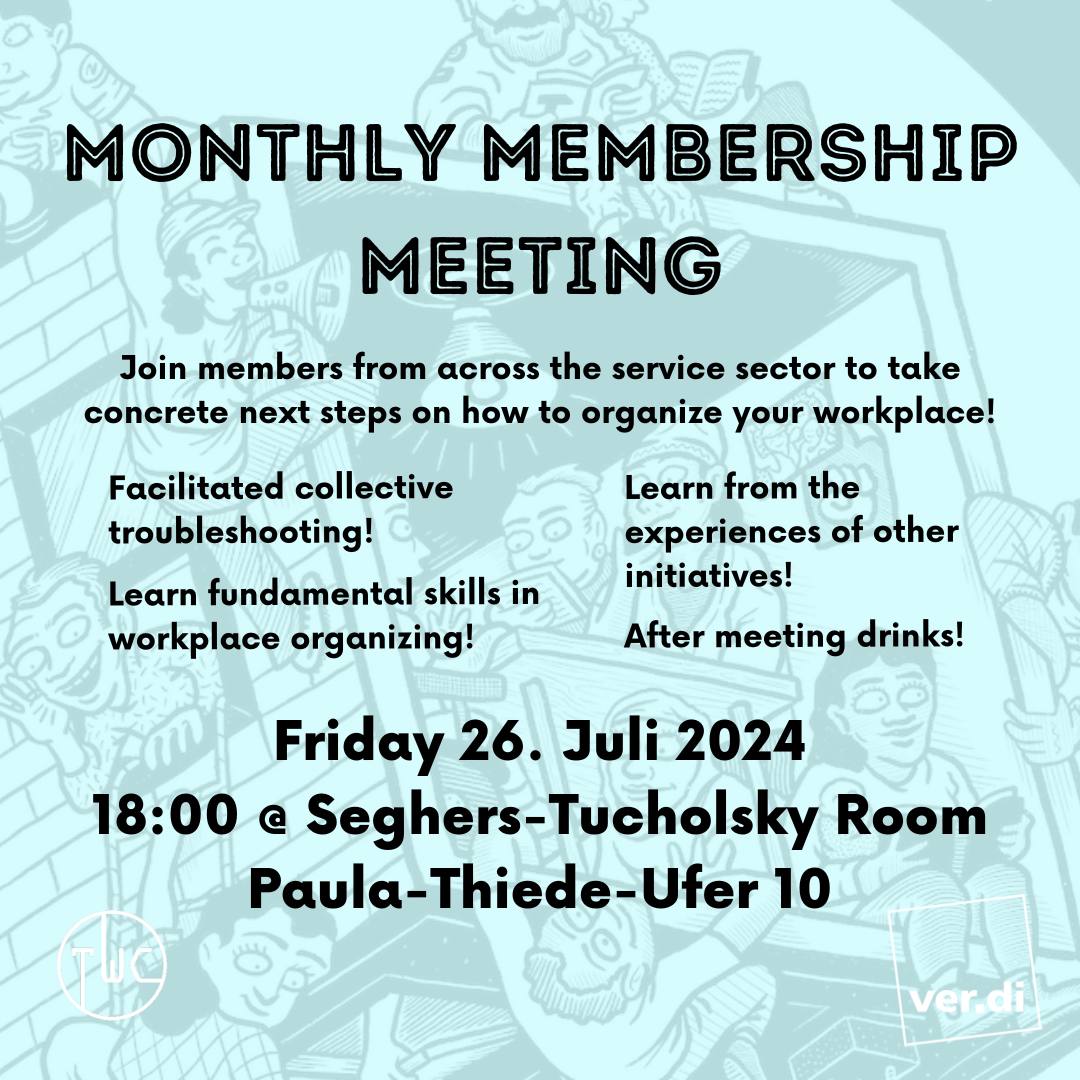 MONTHLY MEMBERSHIP
MEETING
Join members from across the service sector to take
concrete next steps on how to organize your workplace!
Facilitated collective
troubleshooting!
Learn fundamental skills in
workplace organizing!
Learn from the
experiences of other
initiatives!
After meeting drinks!
Friday 26. Juli 2024
18:00 @ Seghers-Tucholsky Room
Paula-Thiede-Ufer 10
TWC
ver.di